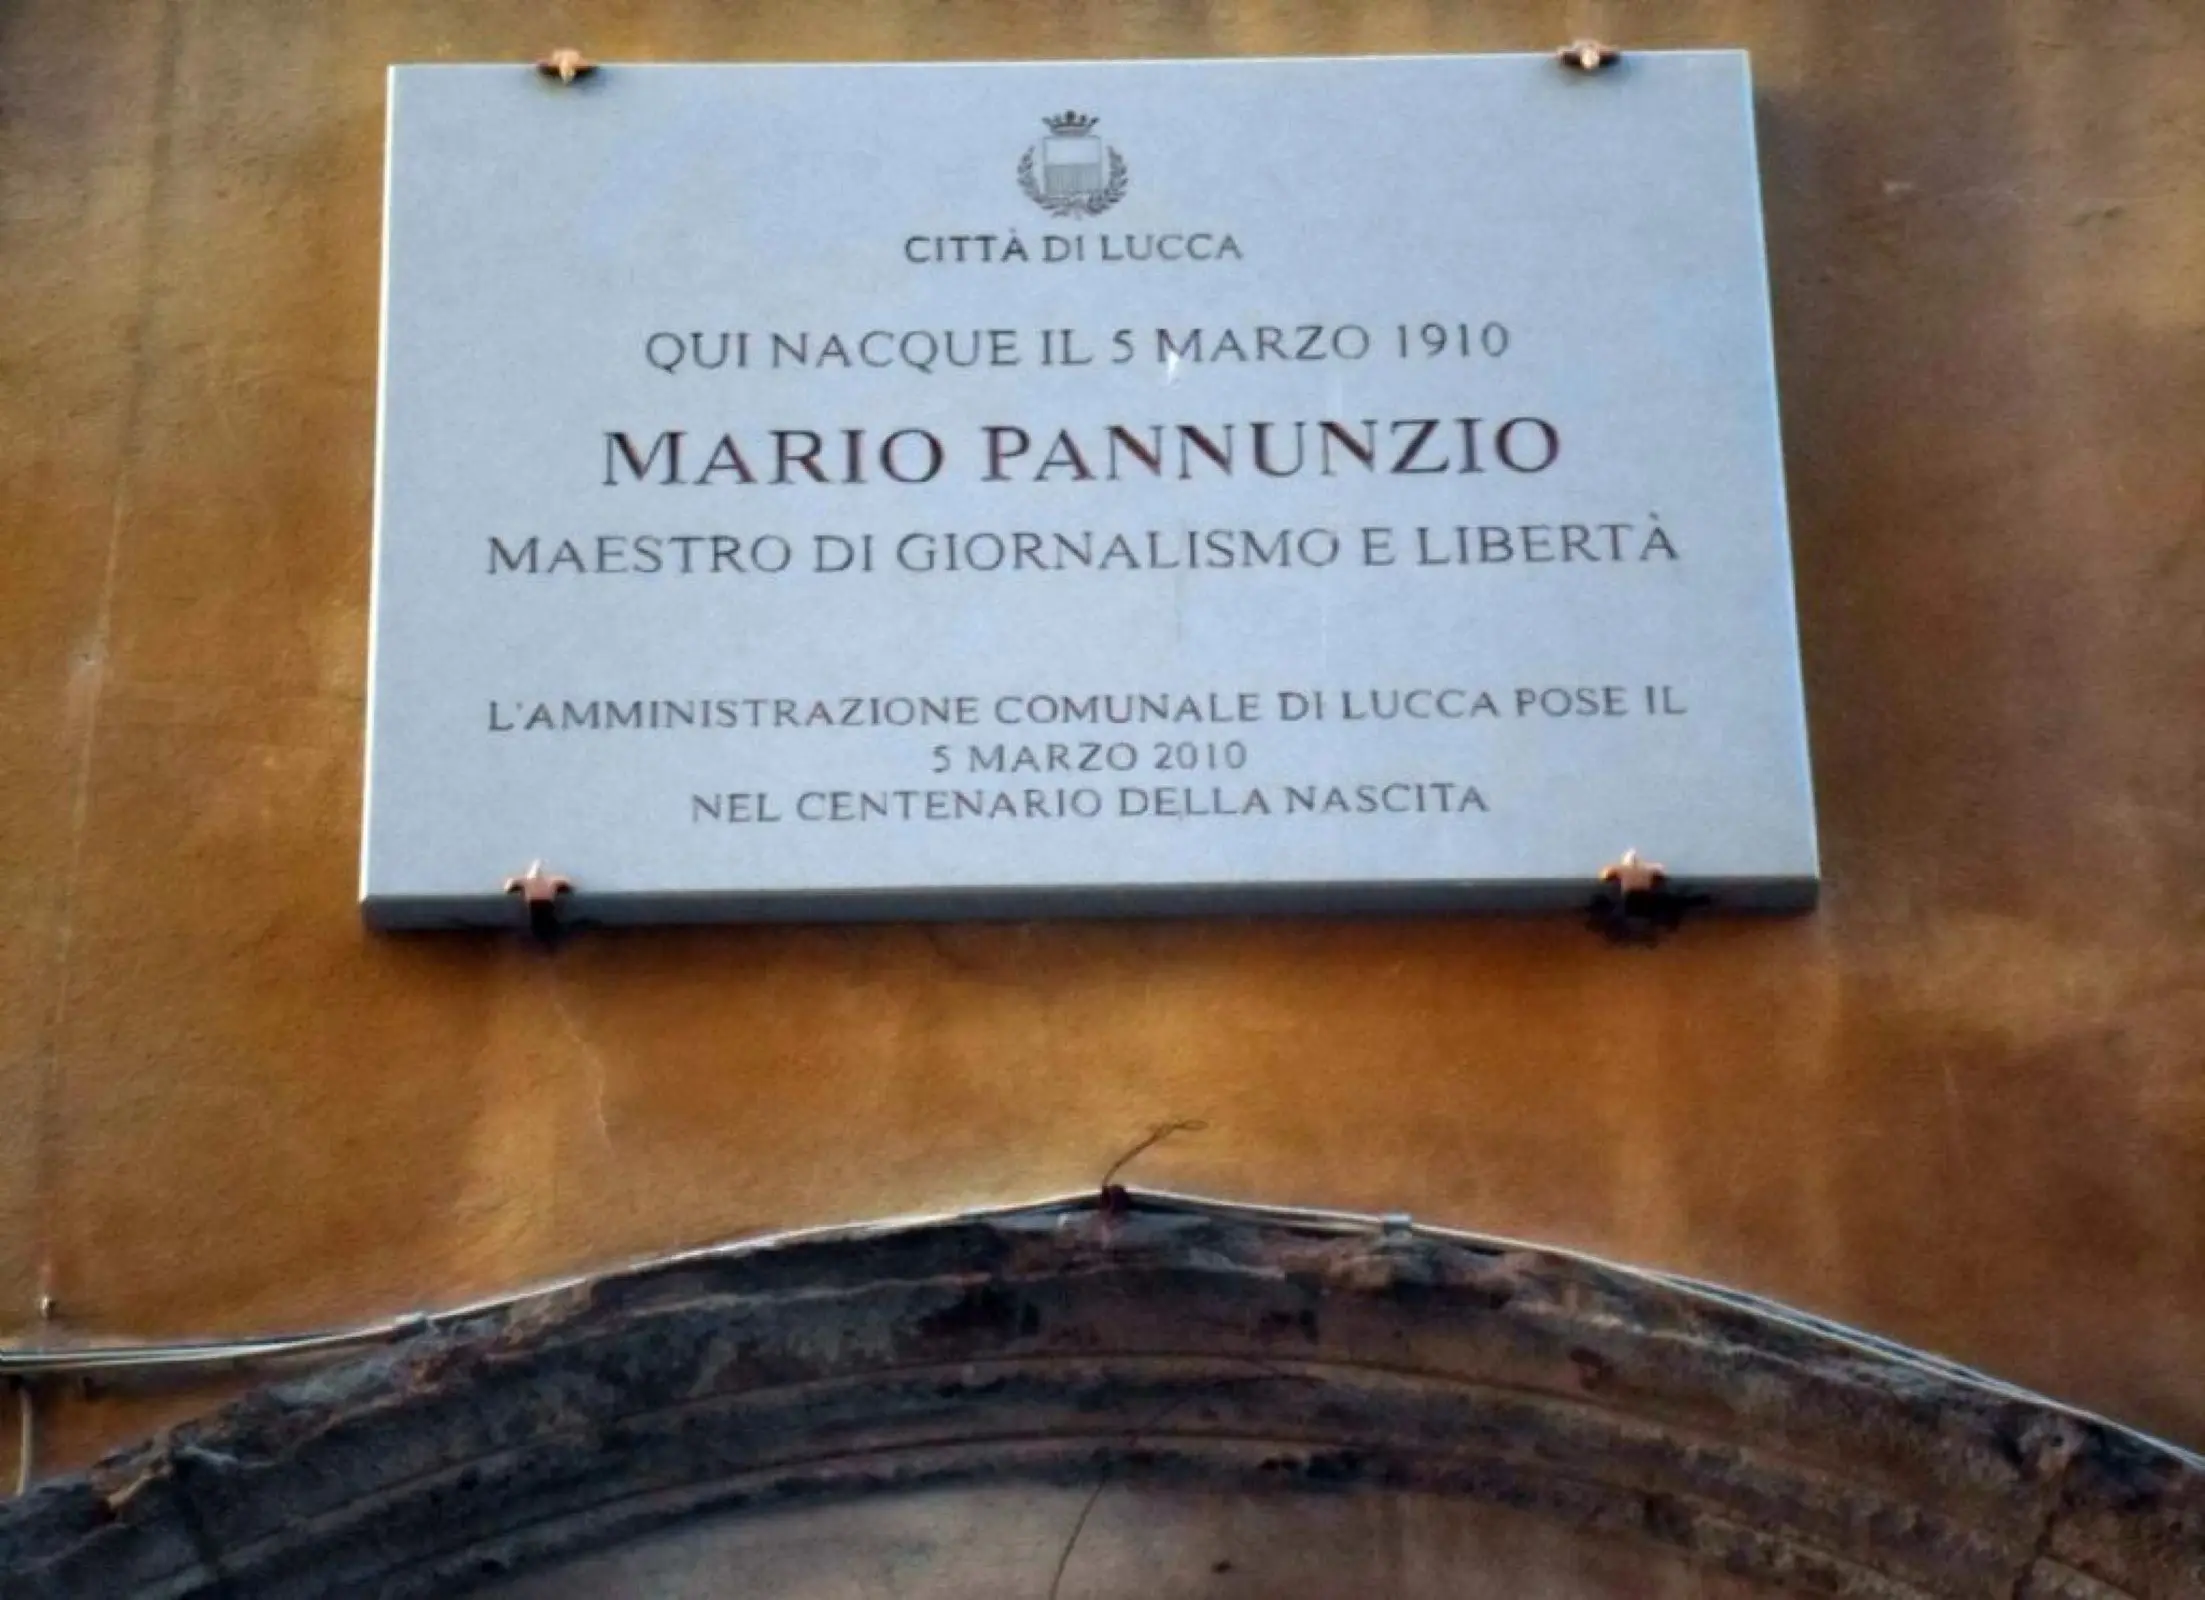 CITTÀ DI LUCCA
QUI NACQUE IL 5 MARZO 1910
MARIO PANNUNZIO
MAESTRO DI GIORNALISMO E LIBERTÀ
L'AMMINISTRAZIONE COMUNALE DI LUCCA POSE IL
5 MARZO 2010
NEL CENTENARIO DELLA NASCITA